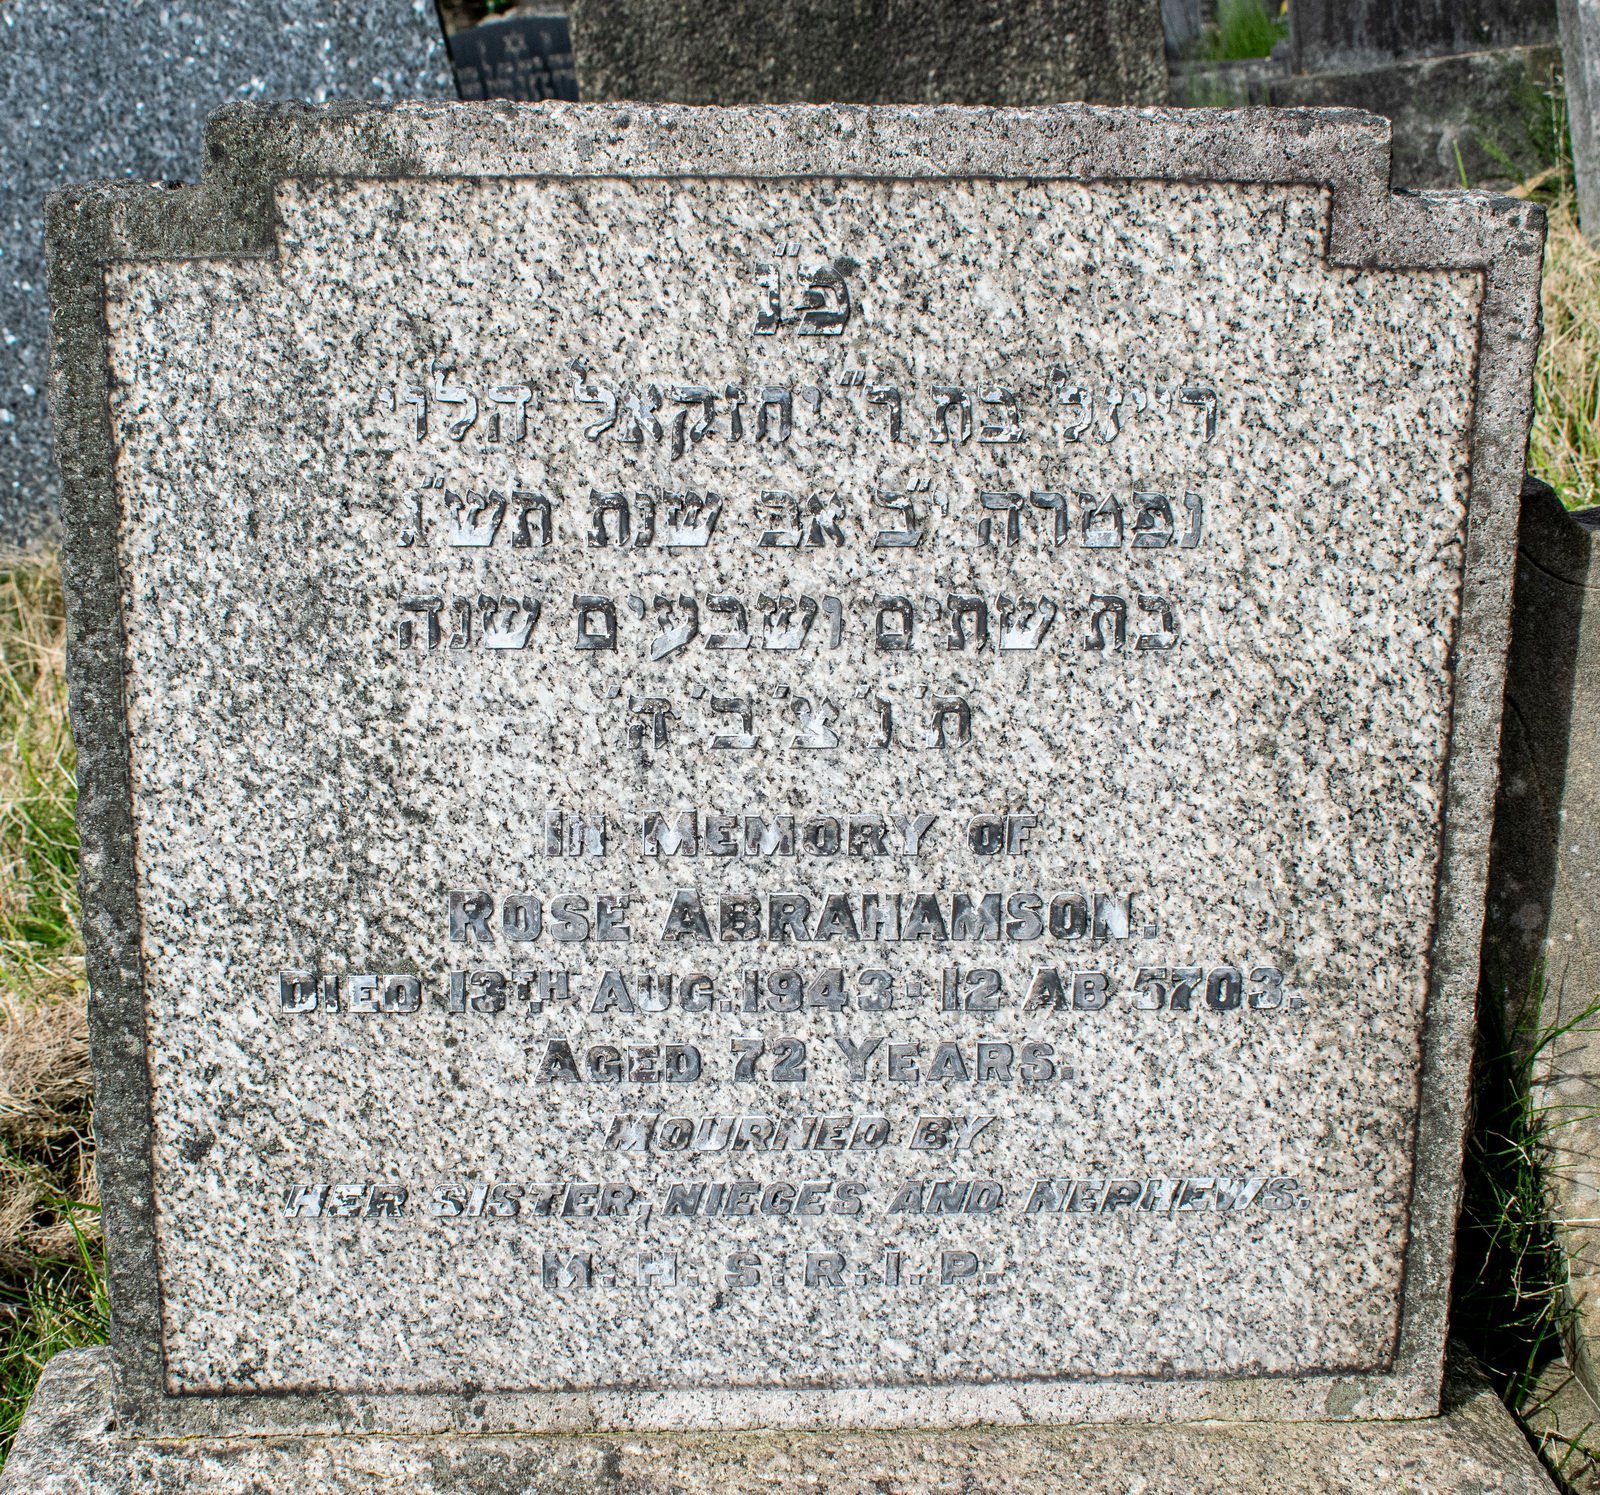 פ"נ
רייזל בת ר" יחזקאל הלוי
נפטרה י"ב אב שנת תש"ג
בת שתים ושבעים שנה
ת' נ' צ' ב' ה'
IN MEMORY OF
ROSE ABRAHAMSON.
DIED 13TH AUG. 1943 - 12 AB 5703.
AGED 72 YEARS.
MOURNED BY
HER SISTER, NIECES AND NEPHEWS.
M. H. S. R. I. P.